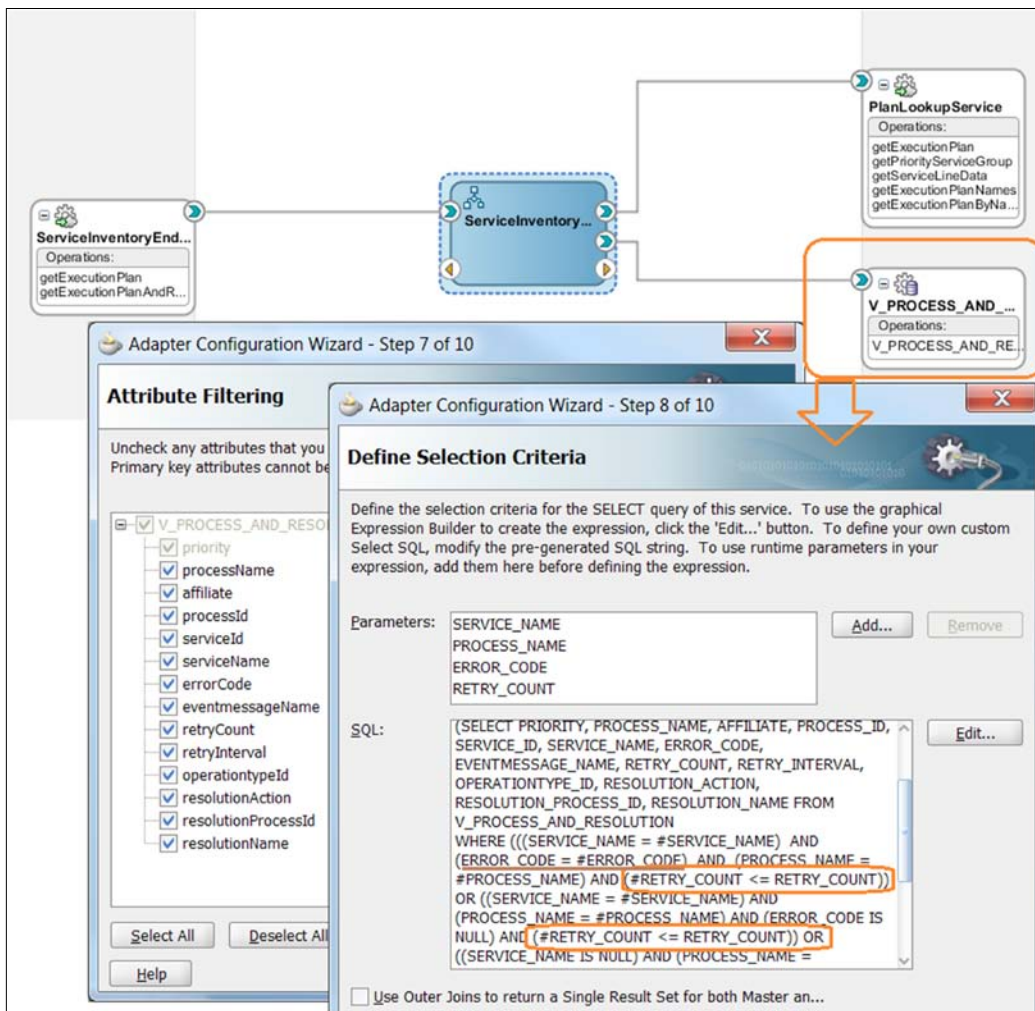 PlanLookupService
Operations:
getExecutionPlan
getPriorityServiceGroup
getServiceLineData
getExecutionPlanNames
getExecutionPlanByNa...
ServiceInventoryEnd...
Operations:
getExecutionPlan
getExecutionPlanAndR...
ServiceInventory...
V_PROCESS_AND_...
Operations:
V_PROCESS_AND_RE...
Adapter Configuration Wizard - Step 7 of 10
Attribute Filtering
Uncheck any attributes that you
Primary key attributes cannot be
V_PROCESS_AND_RESO
priority
processName
affiliate
processId
serviceId
serviceName
errorCode
eventmessageName
retryCount
retryInterval
operationtypeId
resolutionAction
resolutionProcessId
resolutionName
Select All
Deselect All
Help
Adapter Configuration Wizard - Step 8 of 10
Define Selection Criteria
Define the selection criteria for the SELECT query of this service. To use the graphical
Expression Builder to create the expression, click the 'Edit...' button. To define your own custom
Select SQL, modify the pre-generated SQL string. To use runtime parameters in your
expression, add them here before defining the expression.
Parameters:
SERVICE_NAME
PROCESS_NAME
ERROR_CODE
RETRY_COUNT
Add...
Remove
SQL:
(SELECT PRIORITY, PROCESS_NAME, AFFILIATE, PROCESS_ID,
SERVICE_ID, SERVICE_NAME, ERROR_CODE,
EVENTMESSAGE_NAME, RETRY_COUNT, RETRY_INTERVAL,
OPERATIONTYPE_ID, RESOLUTION_ACTION,
RESOLUTION_PROCESS_ID, RESOLUTION_NAME FROM
V_PROCESS_AND_RESOLUTION
WHERE (((SERVICE_NAME = #SERVICE_NAME) AND
(ERROR_CODE = #ERROR_CODE) AND (PROCESS_NAME =
#PROCESS_NAME) AND (#RETRY_COUNT <= RETRY_COUNT))
OR ((SERVICE_NAME = #SERVICE_NAME) AND
(PROCESS_NAME = #PROCESS_NAME) AND (ERROR_CODE IS
NULL) AND (#RETRY_COUNT <= RETRY_COUNT)) OR
((SERVICE_NAME IS NULL) AND (PROCESS_NAME =
Edit...
Use Outer Joins to return a Single Result Set for both Master an...